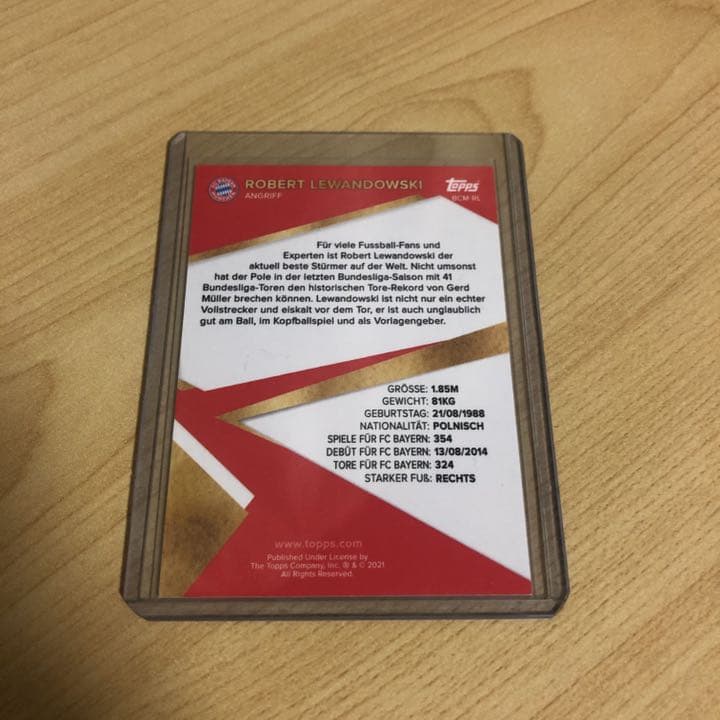 ROBERT LEWANDOWSKI
ANGRIFF
topps
BCM-RL
Für viele Fussball-Fans und
Experten ist Robert Lewandowski der
aktuell beste Stürmer auf der Welt. Nicht umsonst
hat der Pole in der letzten Bundesliga-Saison mit 41
Bundesliga-Toren den historischen Tore-Rekord von Gerd
Müller brechen können. Lewandowski ist nicht nur ein echter
Vollstrecker und eiskalt vor dem Tor, er ist auch unglaublich
gut am Ball, im Kopfballspiel und als Vorlagengeber.
GRÖSSE: 1.85M
GEWICHT: 81KG
GEBURTSTAG: 21/08/1988
NATIONALITÄT: POLNISCH
SPIELE FÜR FC BAYERN: 354
DEBÜT FÜR FC BAYERN: 13/08/2014
TORE FÜR FC BAYERN: 324
STARKER FUß: RECHTS
www.topps.com
Published Under License by
The Topps Company, Inc. ® & © 2021
All Rights Reserved.